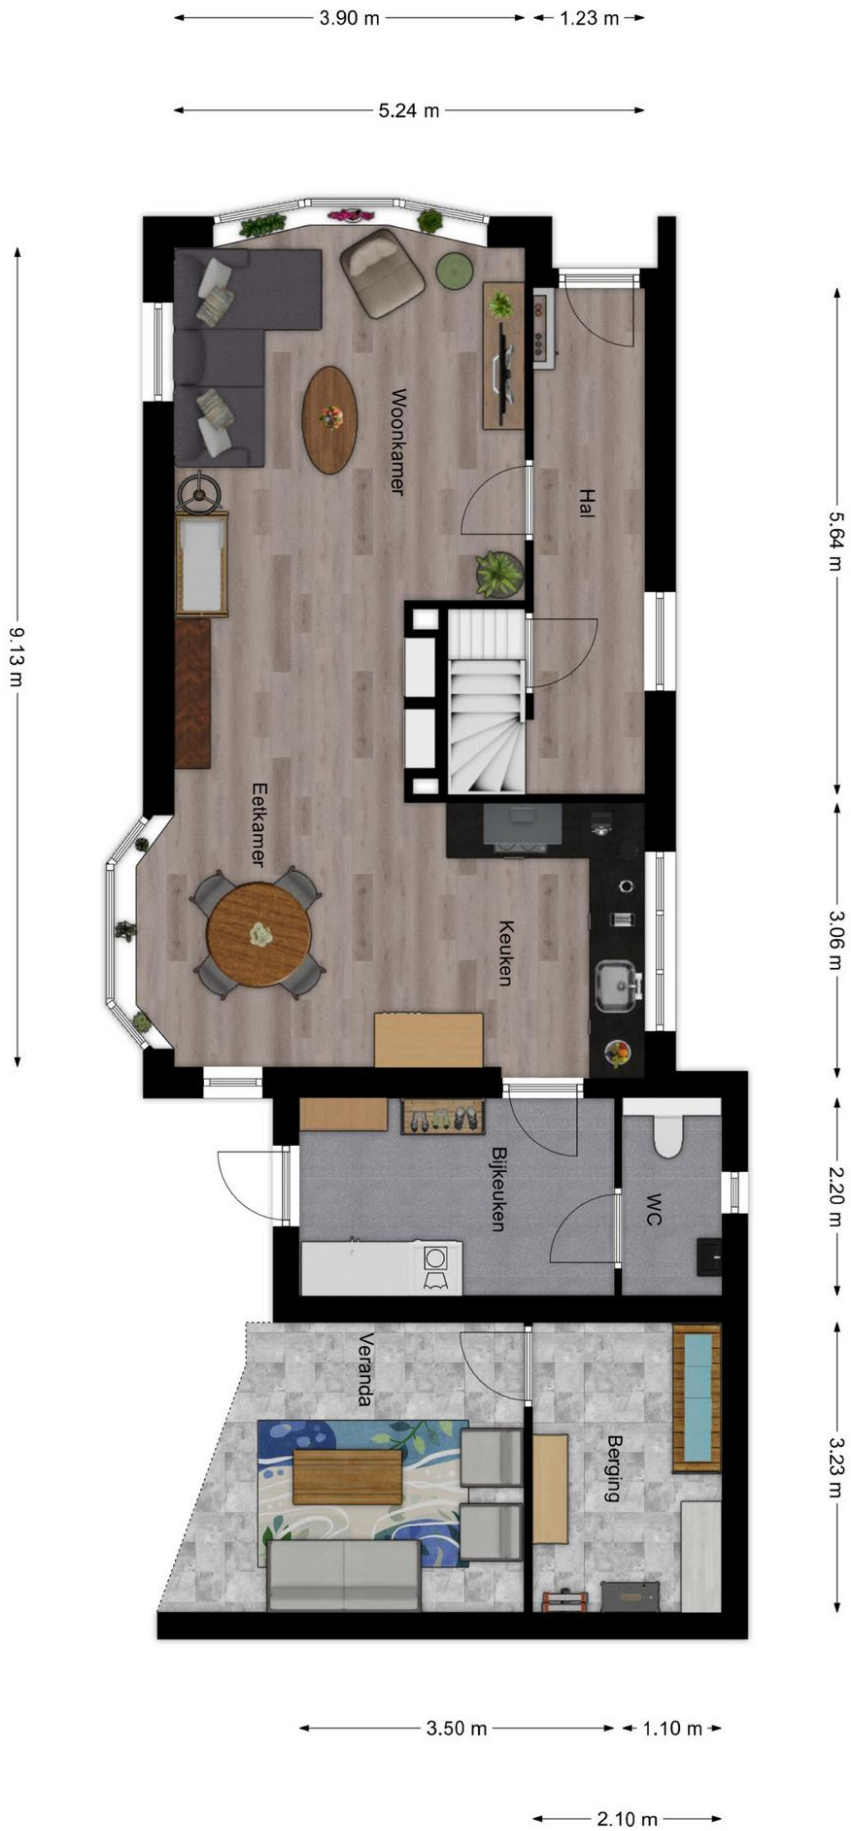 3.90 m
1.23 m
5.24 m
Woonkamer
Hal
5.64 m
9.13 m
Eetkamer
Keuken
3.06 m
Bijkeuken
WC
2.20 m
Veranda
Berging
3.23 m
3.50 m
1.10 m
2.10 m